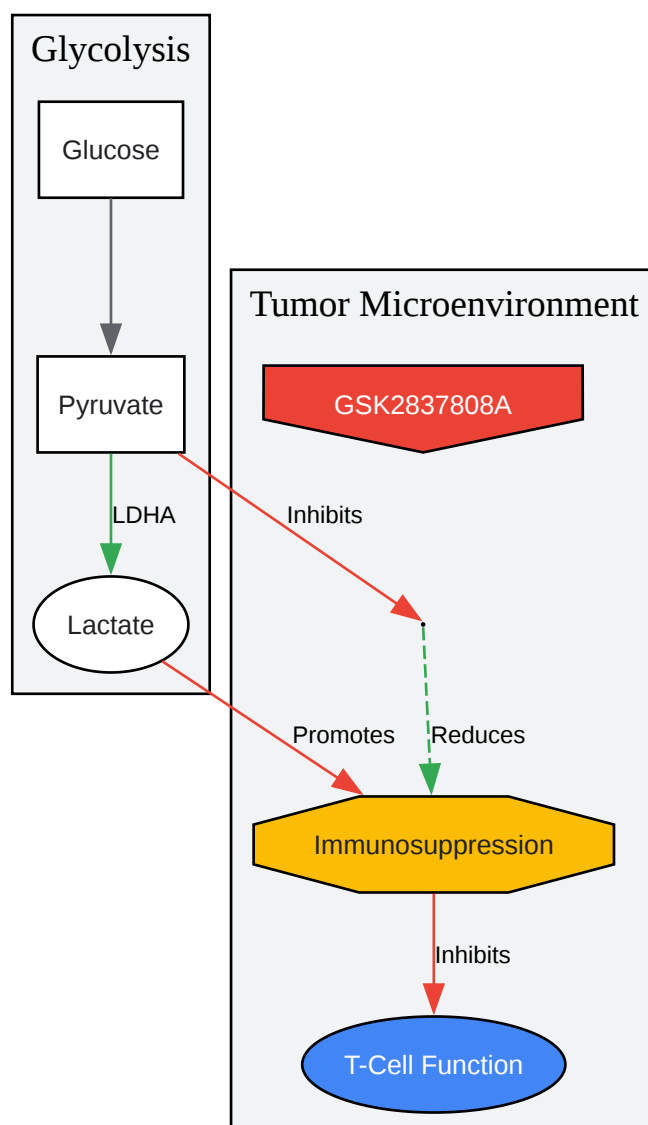 Glycolysis
Glucose
Tumor Microenvironment
Pyruvate
GSK2837808A
LDHA
Inhibits
Lactate
Promotes
Reduces
Immunosuppression
Inhibits
T-Cell Function